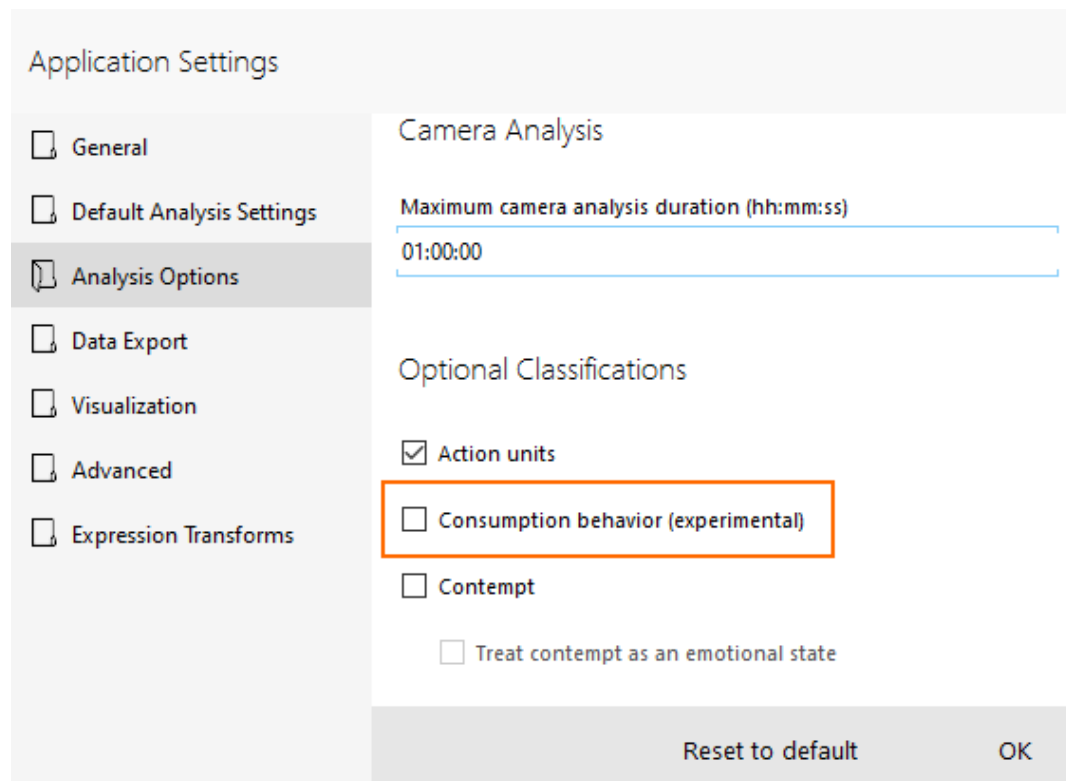 Application Settings
General
Default Analysis Settings
Analysis Options
Data Export
Visualization
Advanced
Expression Transforms
Camera Analysis
Maximum camera analysis duration (hh:mm:ss)
01:00:00
Optional Classifications
Action units
Consumption behavior (experimental)
Contempt
Treat contempt as an emotional state
Reset to default
OK